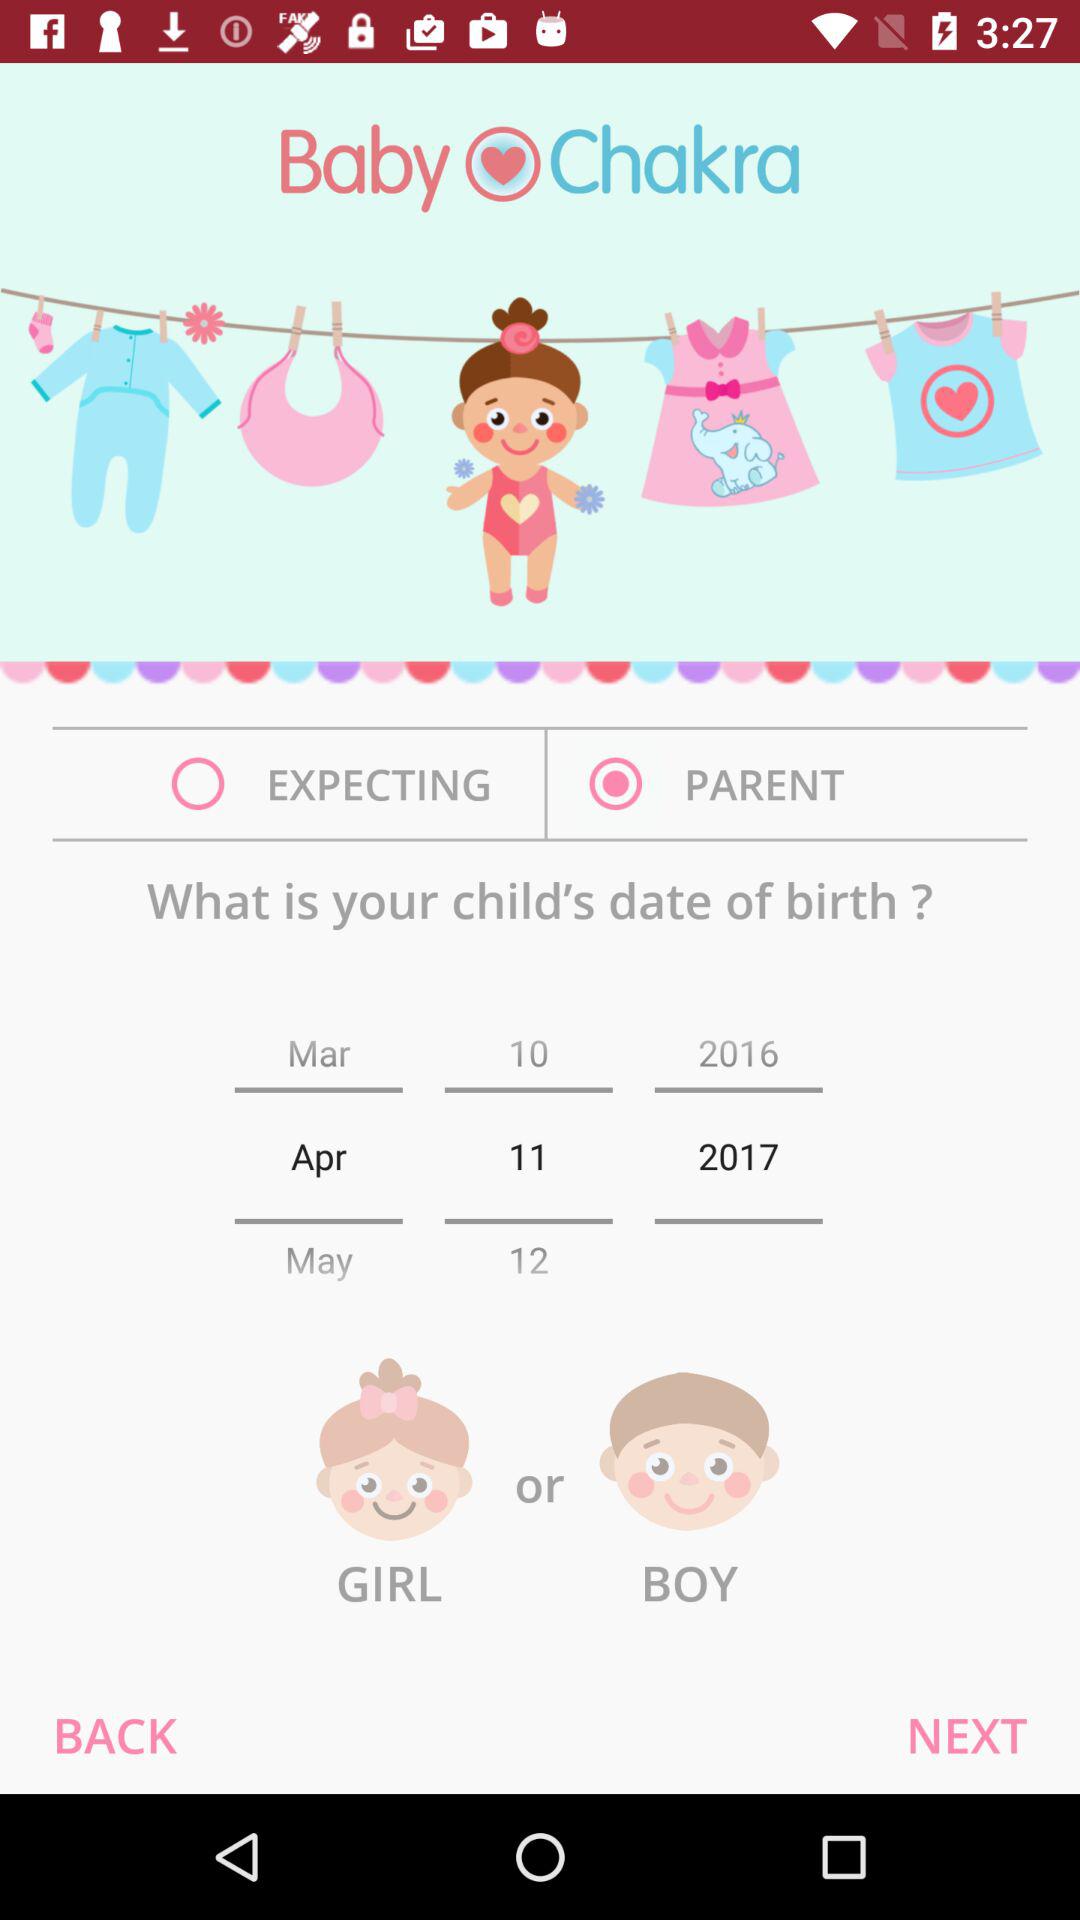 FAKE 3:27
Baby Chakra
EXPECTING PARENT
What is your child’s date of birth ?
Mar 10 2016
Apr 11 2017
May 12
or
GIRL BOY
BACK NEXT